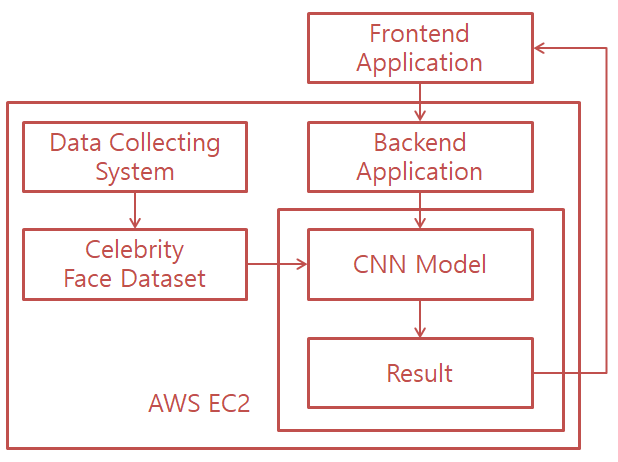 Frontend
Application
Data Collecting
System
Backend
Application
Celebrity
Face Dataset
CNN Model
Result
AWS EC2